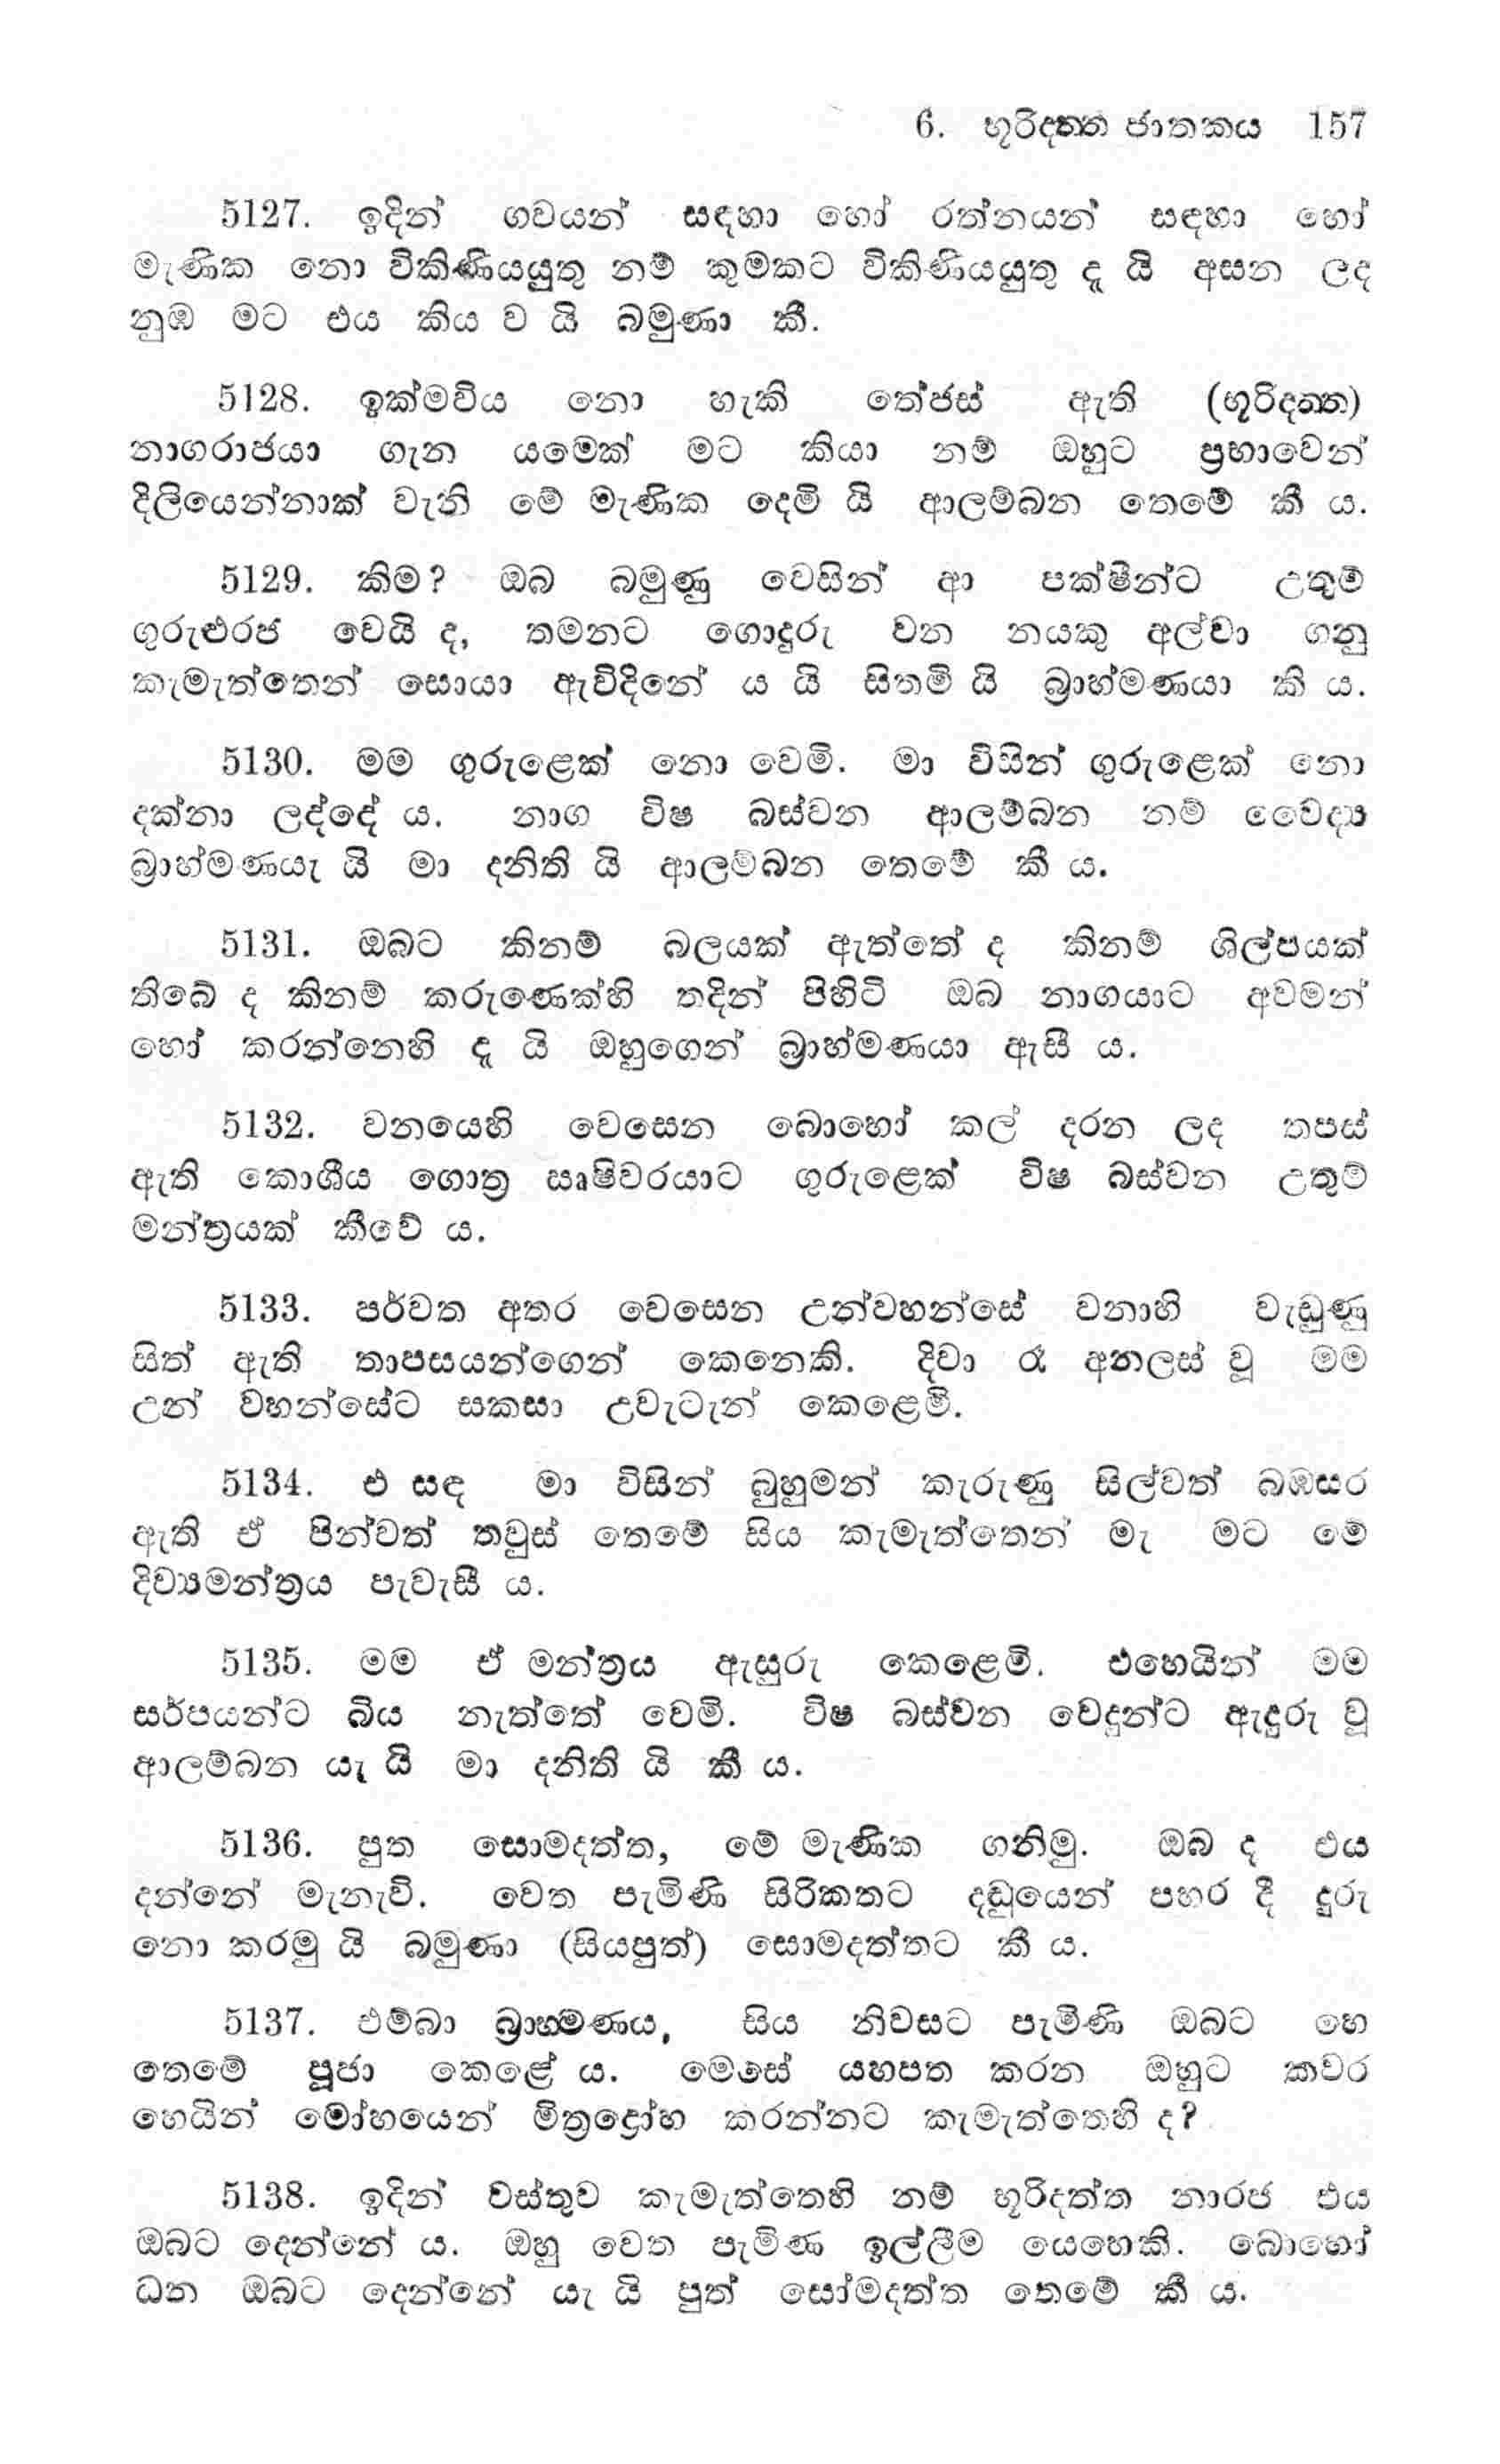 6. භූරිදත්ත ජාතකය 157
5127. ඉදින් ගවයන් සඳහා හෝ රත්නයන් සඳහා හෝ
මැණික නො විකිණියයුතු නම් කුමකට විකිණියයුතු දැ යි අසන ලද
නුඹ මට එය කිය ව යි බමුණා කී.
5128. ඉක්මවිය නො හැකි තේජස් ඇති (භූරිදත්ත)
නාගරාජයා ගැන යමෙක් මට කියා නම් ඔහුට ප්‍රභාවෙන්
දිලියෙන්නාක් වැනි මේ මැණික දෙමි යි ආලම්බන තෙමේ කී ය.
5129. කිම? ඔබ බමුණු වෙසින් ආ පක්ෂීන්ට උතුම්
ගුරුළුරජ වෙයි ද, තමනට ගොදුරු වන නයකු අල්වා ගනු
කැමැත්තෙන් සොයා ඇවිදිනේ ය යි සිතමි යි බ්‍රාහ්මණයා කි ය.
5130. මම ගුරුළෙක් නො වෙමි. මා විසින් ගුරුළෙක් නො
දක්නා ලද්දේ ය. නාග විෂ බස්වන ආලම්බන නම් වෛද්‍ය
බ්‍රාහ්මණයැ යි මා දනිති යි ආලම්බන තෙමේ කී ය.
5131. ඔබට කිනම් බලයක් ඇත්තේ ද කිනම් ශිල්පයක්
තිබේ ද කිනම් කරුණෙක්හි තදින් පිහිටි ඔබ නාගයාට අවමන්
හෝ කරන්නෙහි දැ යි ඔහුගෙන් බ්‍රාහ්මණයා ඇසී ය.
5132. වනයෙහි වෙසෙන බොහෝ කල් දරන ලද තපස්
ඇති කොශීය ගොත්‍ර ඍෂිවරයාට ගුරුළෙක් විෂ බස්වන උතුම්
මන්ත්‍රයක් කීවේ ය.
5133. පර්වත අතර වෙසෙන උන්වහන්සේ වනාහි වැඩුණු
සිත් ඇති තාපසයන්ගෙන් කෙනෙකි. දිවා රෑ අනලස් වූ මම
උන් වහන්සේට සකසා උවැටැන් කෙළෙමි.
5134. එ සඳ මා විසින් බුහුමන් කැරුණු සිල්වත් බඹසර
ඇති ඒ පින්වත් තවුස් තෙමේ සිය කැමැත්තෙන් මැ මට මේ
දිව්‍යමන්ත්‍රය පැවැසී ය.
5135. මම ඒ මන්ත්‍රය ඇසුරු කෙළෙමි. එහෙයින් මම
සර්පයන්ට බිය නැත්තේ වෙමි. විෂ බස්වන වෙදුන්ට ඇදුරු වූ
ආලම්බන යැ යි මා දනිති යි කී ය.
5136. පුත සොමදත්ත, මේ මැණික ගනිමු. ඔබ ද එය
දන්නේ මැනැවි. වෙත පැමිණි සිරිකතට දඬුයෙන් පහර දී දුරු
නො කරමු යි බමුණා (සියපුත්) සොමදත්තට කී ය.
5137. එම්බා බ්‍රාහ්මණය, සිය නිවසට පැමිණි ඔබට හෙ
තෙමේ පූජා කෙළේ ය. මෙසේ යහපත කරන ඔහුට කවර
හෙයින් මෝහයෙන් මිත්‍රද්‍රෝහ කරන්නට කැමැත්තෙහි ද?
5138. ඉදින් වස්තුව කැමැත්තෙහි නම් භූරිදත්ත නාරජ එය
ඔබට දෙන්නේ ය. ඔහු වෙත පැමිණ ඉල්ලීම යෙහෙකි. බොහෝ
ධන ඔබට දෙන්නේ යැ යි පුත් සෝමදත්ත තෙමේ කී ය.